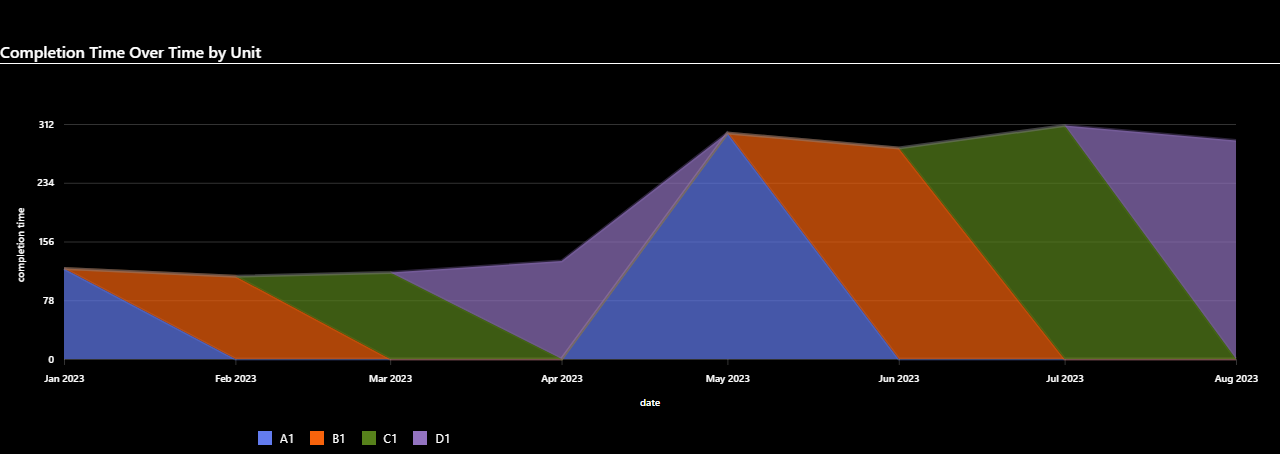 Completion Time Over Time by Unit
312
234
156
78
0
completion time
Jan 2023 Feb 2023 Mar 2023 Apr 2023 May 2023 Jun 2023 Jul 2023 Aug 2023
date
A1 B1 C1 D1